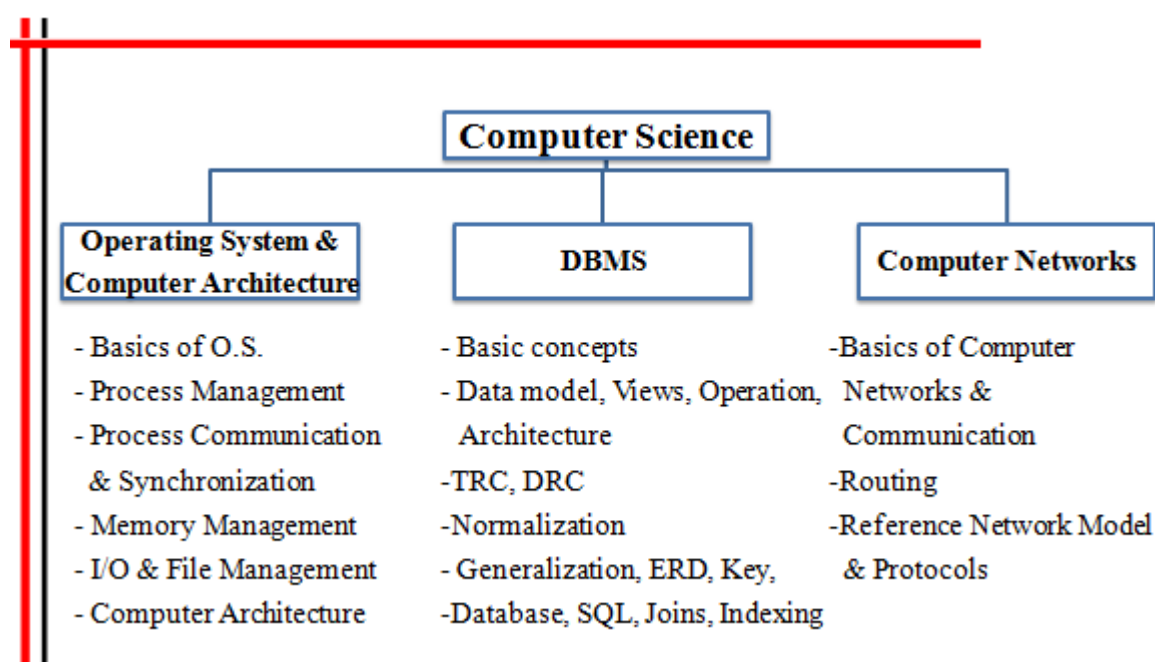 Computer Science
Operating System &
Computer Architecture
- Basics of O.S.
- Process Management
- Process Communication
& Synchronization
- Memory Management
- I/O & File Management
- Computer Architecture
DBMS
- Basic concepts
- Data model, Views, Operation,
Architecture
-TRC, DRC
-Normalization
- Generalization, ERD, Key,
-Database, SQL, Joins, Indexing
Computer Networks
-Basics of Computer
Networks &
Communication
-Routing
-Reference Network Model
& Protocols